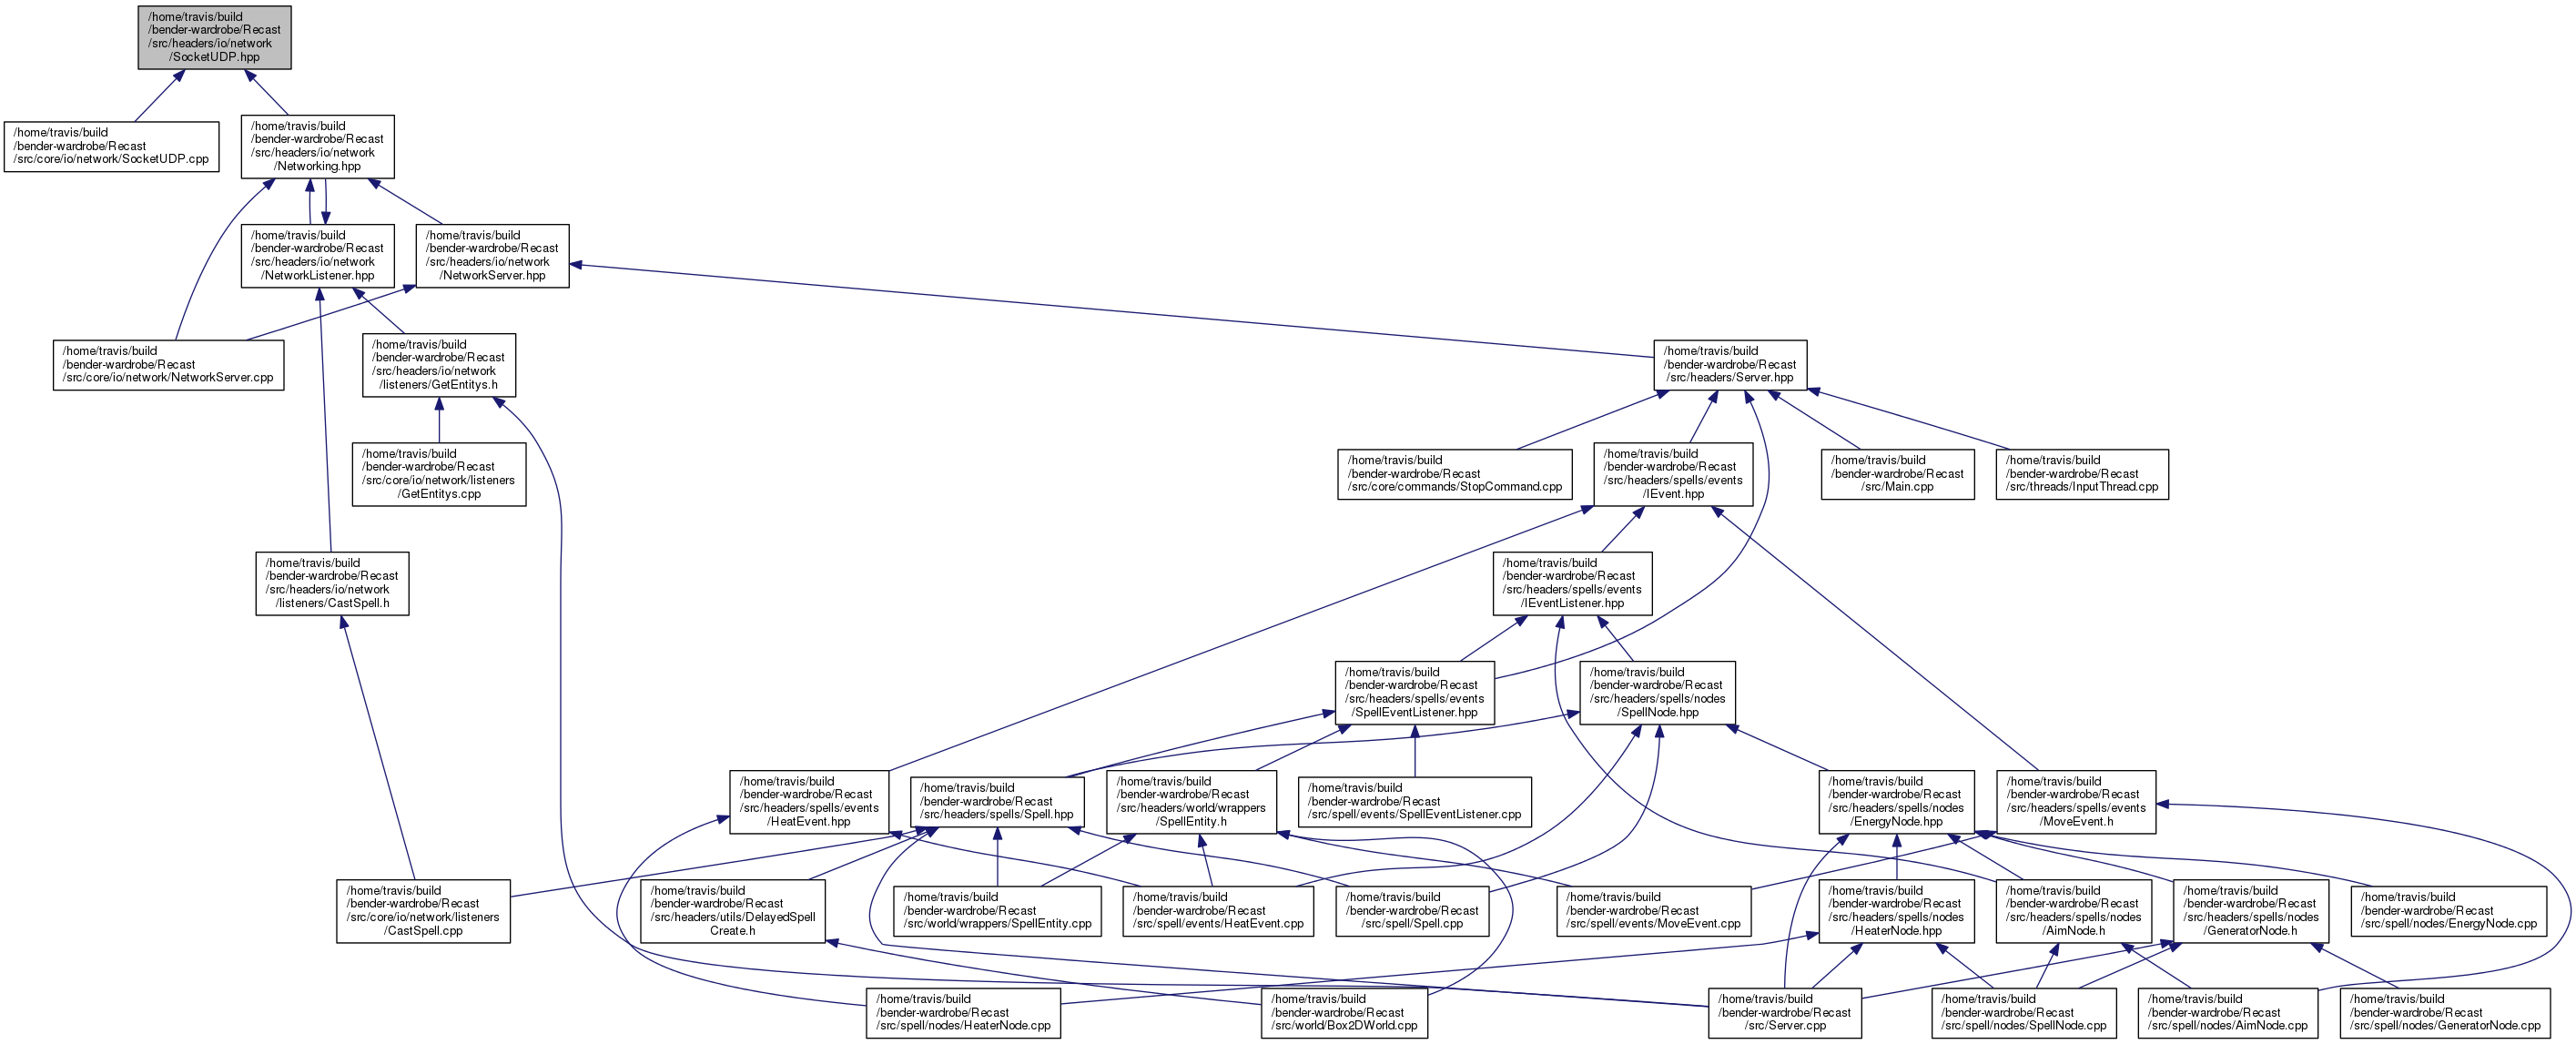 /home/travis/build
/bender-wardrobe/Recast
/src/headers/io/network
/SocketUDP.hpp
/home/travis/build
/bender-wardrobe/Recast
/src/core/io/network/SocketUDP.cpp
/home/travis/build
/bender-wardrobe/Recast
/src/headers/io/network
/Networking.hpp
/home/travis/build
/bender-wardrobe/Recast
/src/headers/io/network
/NetworkListener.hpp
/home/travis/build
/bender-wardrobe/Recast
/src/headers/io/network
/NetworkServer.hpp
/home/travis/build
/bender-wardrobe/Recast
/src/core/io/network/NetworkServer.cpp
/home/travis/build
/bender-wardrobe/Recast
/src/headers/io/network
/listeners/GetEntitys.h
/home/travis/build
/bender-wardrobe/Recast
/src/headers/Server.hpp
/home/travis/build
/bender-wardrobe/Recast
/src/core/io/network/listeners
/GetEntitys.cpp
/home/travis/build
/bender-wardrobe/Recast
/src/core/commands/StopCommand.cpp
/home/travis/build
/bender-wardrobe/Recast
/src/headers/spells/events
/IEvent.hpp
/home/travis/build
/bender-wardrobe/Recast
/src/Main.cpp
/home/travis/build
/bender-wardrobe/Recast
/src/threads/InputThread.cpp
/home/travis/build
/bender-wardrobe/Recast
/src/headers/io/network
/listeners/CastSpell.h
/home/travis/build
/bender-wardrobe/Recast
/src/headers/spells/events
/IEventListener.hpp
/home/travis/build
/bender-wardrobe/Recast
/src/headers/spells/events
/SpellEventListener.hpp
/home/travis/build
/bender-wardrobe/Recast
/src/headers/spells/nodes
/SpellNode.hpp
/home/travis/build
/bender-wardrobe/Recast
/src/headers/spells/events
/HeatEvent.hpp
/home/travis/build
/bender-wardrobe/Recast
/src/headers/spells/Spell.hpp
/home/travis/build
/bender-wardrobe/Recast
/src/headers/world/wrappers
/SpellEntity.h
/home/travis/build
/bender-wardrobe/Recast
/src/spell/events/SpellEventListener.cpp
/home/travis/build
/bender-wardrobe/Recast
/src/headers/spells/nodes
/EnergyNode.hpp
/home/travis/build
/bender-wardrobe/Recast
/src/headers/spells/events
/MoveEvent.h
/home/travis/build
/bender-wardrobe/Recast
/src/core/io/network/listeners
/CastSpell.cpp
/home/travis/build
/bender-wardrobe/Recast
/src/headers/utils/DelayedSpell
Create.h
/home/travis/build
/bender-wardrobe/Recast
/src/world/wrappers/SpellEntity.cpp
/home/travis/build
/bender-wardrobe/Recast
/src/spell/events/HeatEvent.cpp
/home/travis/build
/bender-wardrobe/Recast
/src/spell/Spell.cpp
/home/travis/build
/bender-wardrobe/Recast
/src/spell/events/MoveEvent.cpp
/home/travis/build
/bender-wardrobe/Recast
/src/headers/spells/nodes
/HeaterNode.hpp
/home/travis/build
/bender-wardrobe/Recast
/src/headers/spells/nodes
/AimNode.h
/home/travis/build
/bender-wardrobe/Recast
/src/headers/spells/nodes
/GeneratorNode.h
/home/travis/build
/bender-wardrobe/Recast
/src/spell/nodes/EnergyNode.cpp
/home/travis/build
/bender-wardrobe/Recast
/src/spell/nodes/HeaterNode.cpp
/home/travis/build
/bender-wardrobe/Recast
/src/world/Box2DWorld.cpp
/home/travis/build
/bender-wardrobe/Recast
/src/Server.cpp
/home/travis/build
/bender-wardrobe/Recast
/src/spell/nodes/SpellNode.cpp
/home/travis/build
/bender-wardrobe/Recast
/src/spell/nodes/AimNode.cpp
/home/travis/build
/bender-wardrobe/Recast
/src/spell/nodes/GeneratorNode.cpp